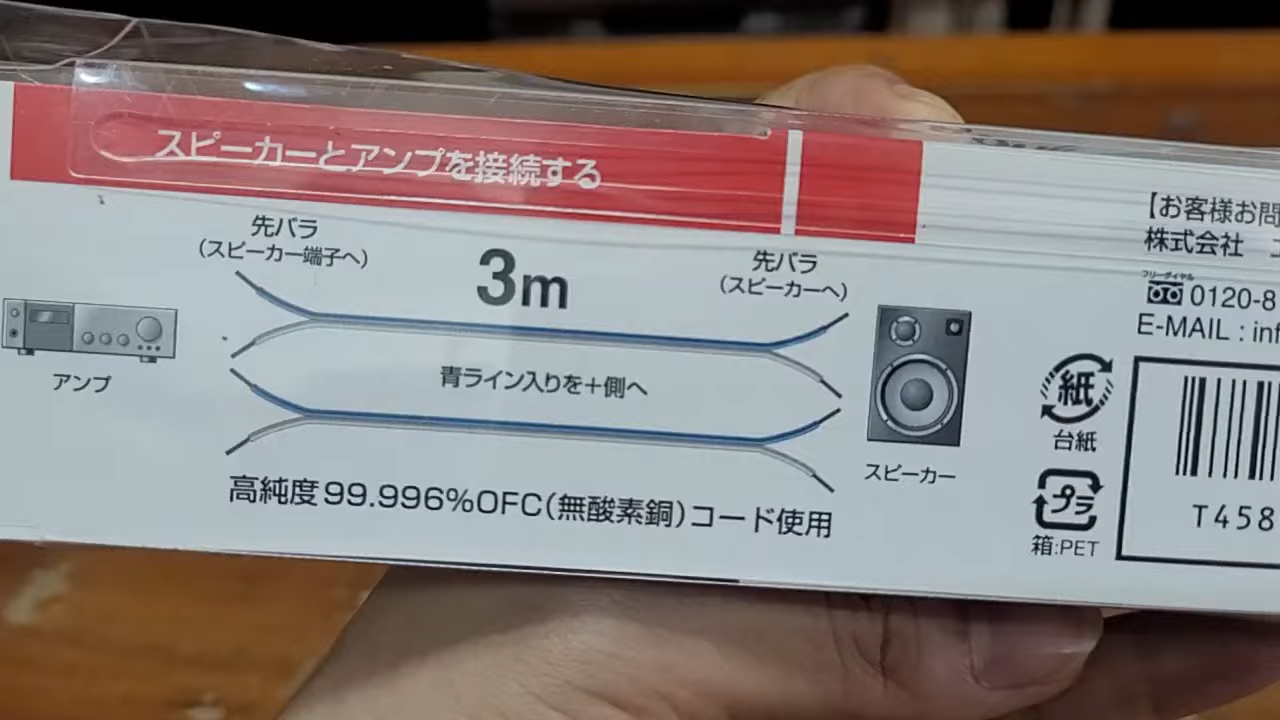 スピーカーとアンプを接続する
先バラ
(スピーカー端子へ)
3m
先バラ
(スピーカーへ)
アンプ
青ライン入りを+側へ
スピーカー
高純度99.996%OFC(無酸素銅)コード使用
【お客様お問
株式会社
フリーダイヤル
0120-8
E-MAIL : inf
紙
台紙
プラ
箱:PET
T458